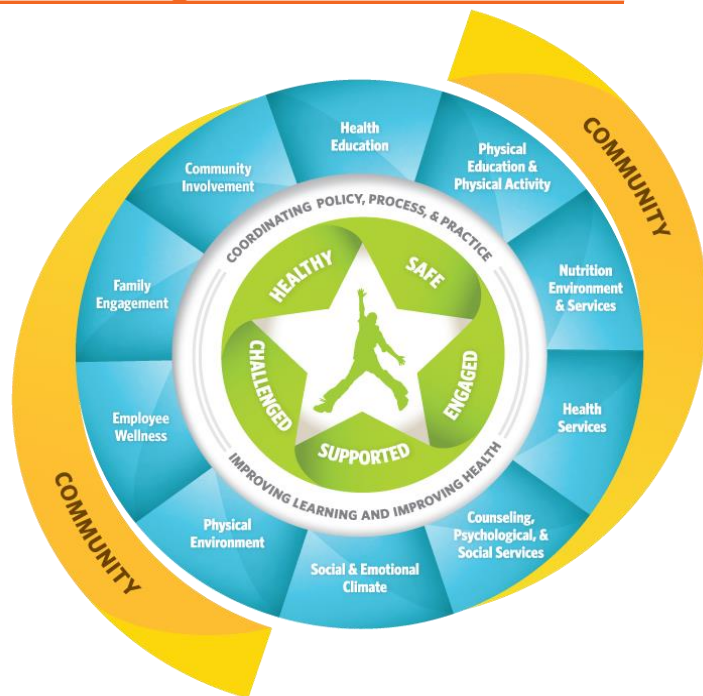 COMMUNITY
Health
Education
Physical
Education &
Physical Activity
Nutrition
Environment
& Services
Health
Services
Counseling,
Psychological, &
Social Services
Social & Emotional
Climate
Physical
Environment
Employee
Wellness
Family
Engagement
Community
Involvement
COORDINATING POLICY, PROCESS, & PRACTICE
IMPROVING LEARNING AND IMPROVING HEALTH
HEALTHY
SAFE
ENGAGED
SUPPORTED
CHALLENGED
COMMUNITY